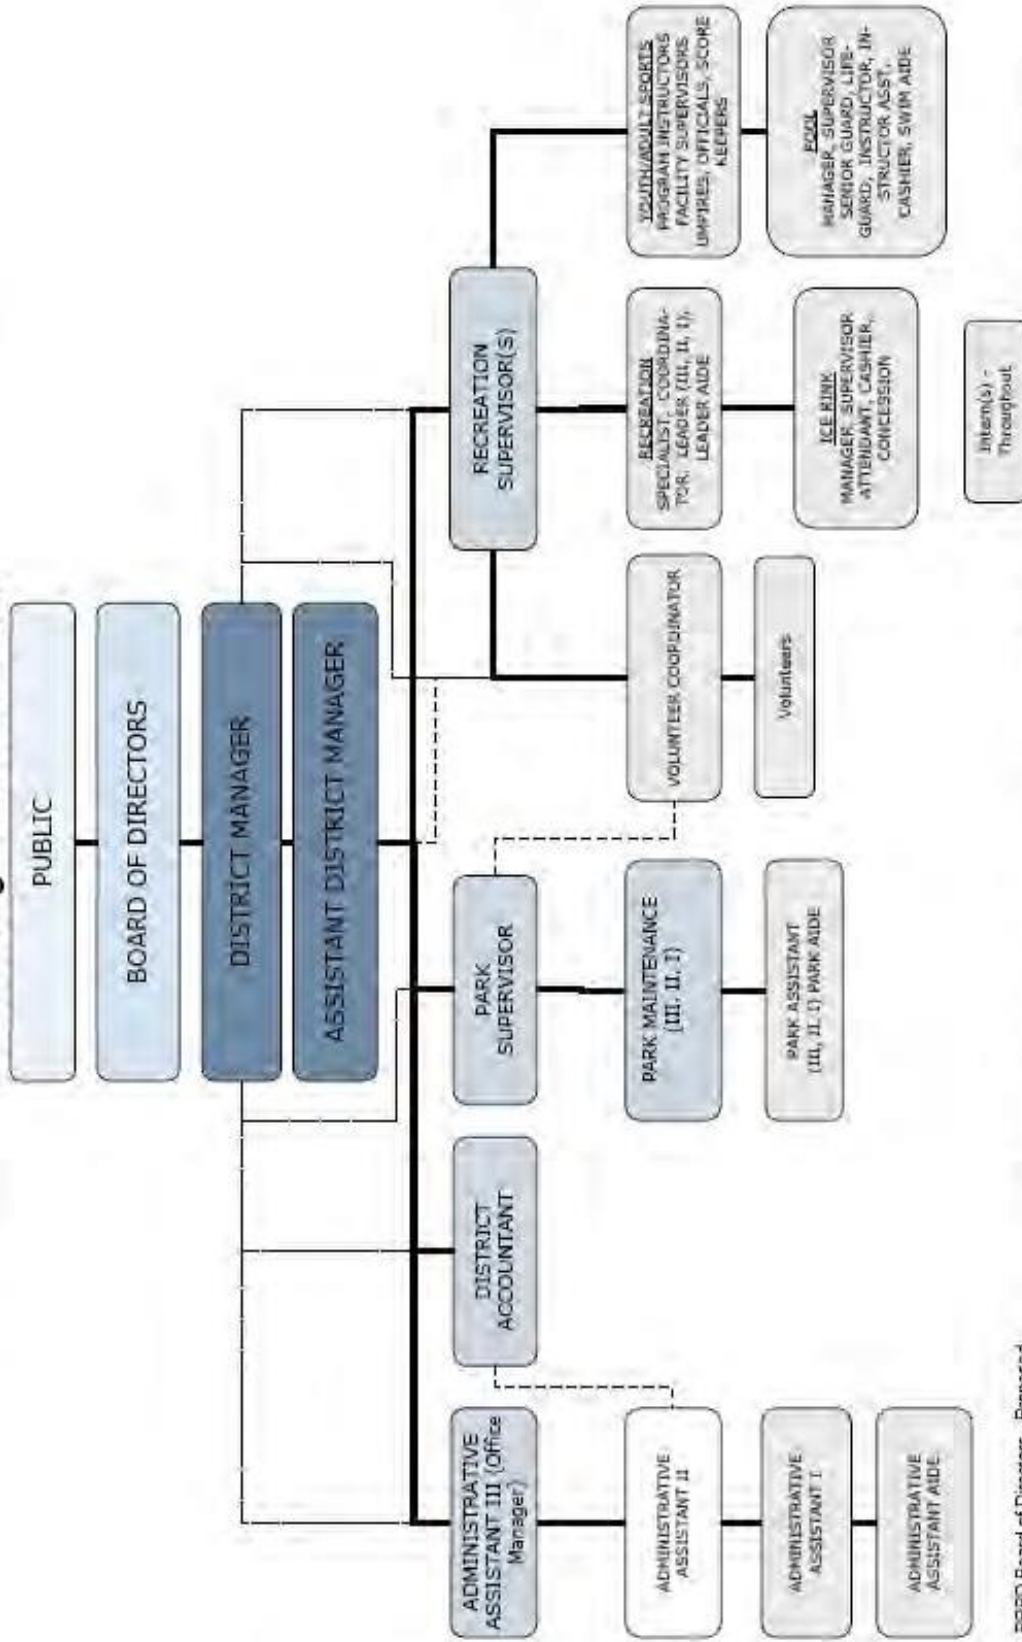 PUBLIC
BOARD OF DIRECTORS
DISTRICT MANAGER
ASSISTANT DISTRICT MANAGER
ADMINISTRATIVE
ASSISTANT III (Office
Manager)
DISTRICT
ACCOUNTANT
PARK
SUPERVISOR
RECREATION
SUPERVISOR(S)
ADMINISTRATIVE
ASSISTANT II
PARK MAINTENANCE
(III. II. I)
VOLUNTEER COORDINATOR
RECREATION
SPECIALIST, COORDINA-
TOR, LEADER (III, II, I),
LEADER AIDE
YOUTH/ADULT SPORTS
PROGRAM INSTRUCTORS
FACILITY SUPERVISORS
UMPIRES, OFFICIALS, SCORE
KEEPERS
ADMINISTRATIVE
ASSISTANT I
PARK ASSISTANT
(III, II. I) PARK AIDE
Volunteers
ICE RINK
MANAGER, SUPERVISOR
ATTENDANT, CASHIER,
CONCESSION
POOL
MANAGER, SUPERVISOR
SENIOR GUARD, LIFE-
GUARD, INSTRUCTOR, IN-
STRUCTOR ASST,
CASHIER, SWIM AIDE
ADMINISTRATIVE
ASSISTANT AIDE
Intern(s) -
Throughout
Board of Directors